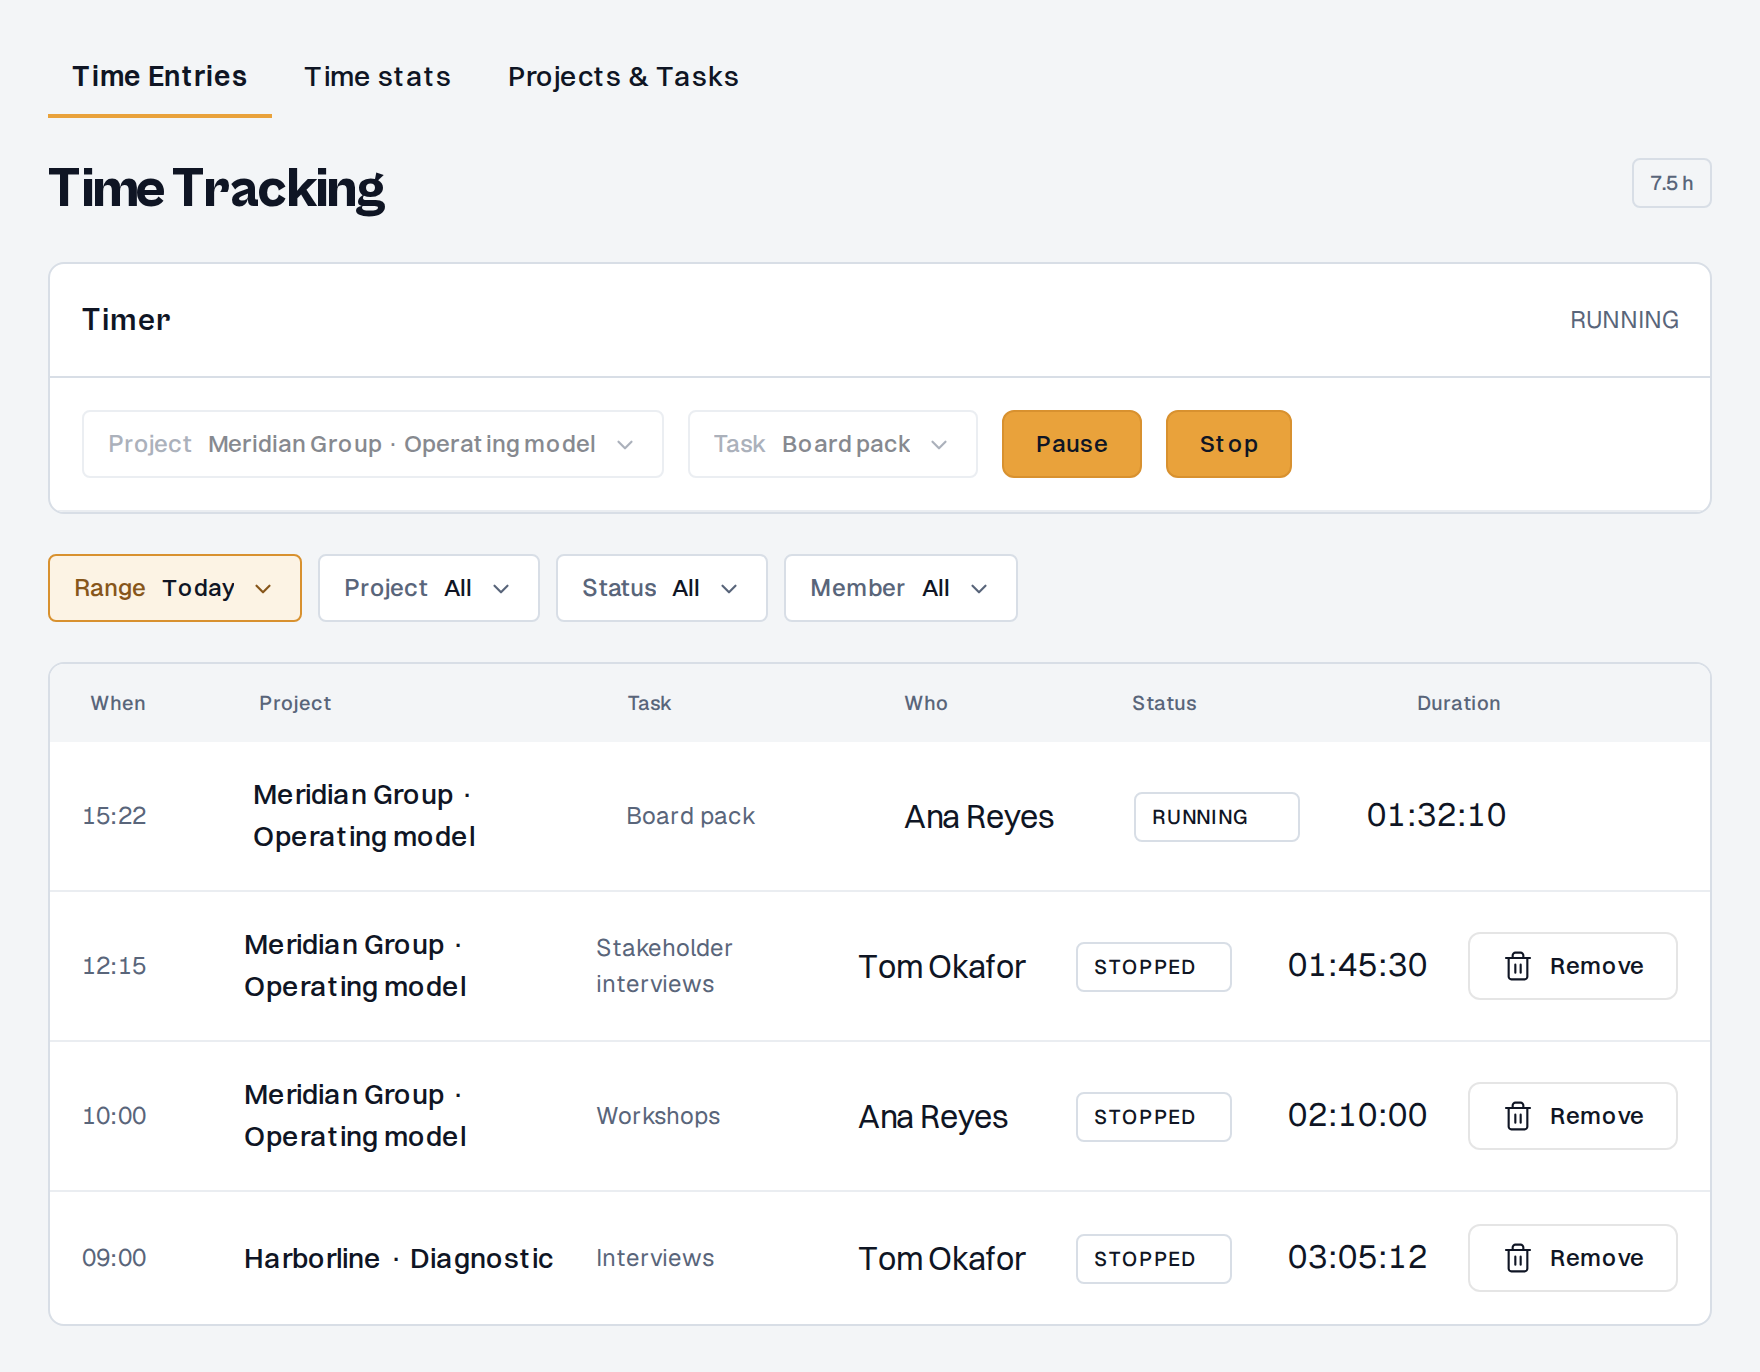 Time Entries Time stats Projects & Tasks
Time Tracking 7.5 h
Timer RUNNING
Project Meridian Group · Operating model Task Board pack Pause Stop
Range Today Project All Status All Member All
When Project Task Who Status Duration
15:22 Meridian Group · Operating model Board pack Ana Reyes RUNNING 01:32:10
12:15 Meridian Group · Operating model Stakeholder interviews Tom Okafor STOPPED 01:45:30 Remove
10:00 Meridian Group · Operating model Workshops Ana Reyes STOPPED 02:10:00 Remove
09:00 Harborline · Diagnostic Interviews Tom Okafor STOPPED 03:05:12 Remove